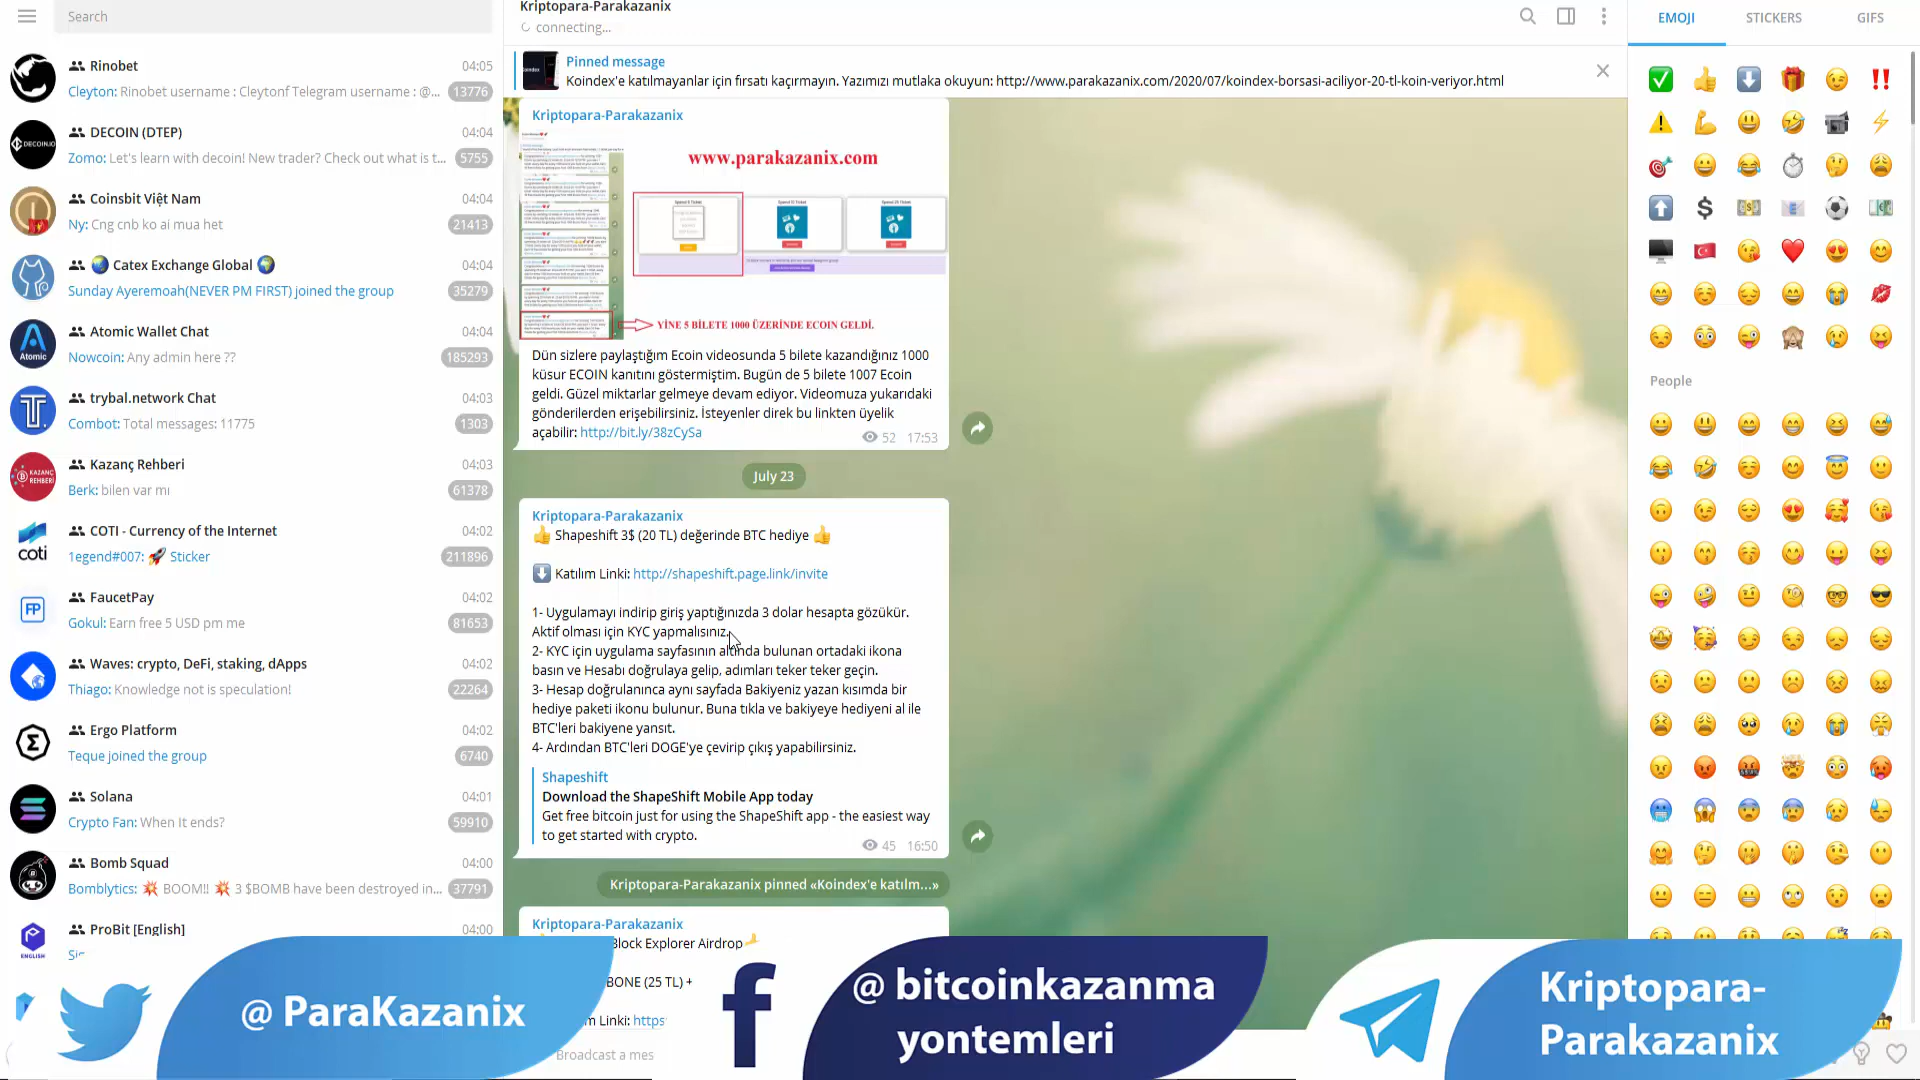 Search
Rinobet 04:05
Cleyton: Rinobet username : Cleytonf Telegram username : @... 13776
DECOIN (DTEP) 04:04
Zomo: Let's learn with decoin! New trader? Check out what is t... 5755
Coinsbit Việt Nam 04:04
Ny: Cng cnb ko ai mua het 21413
Catex Exchange Global 04:04
Sunday Ayeremoah(NEVER PM FIRST) joined the group 35279
Atomic Wallet Chat 04:04
Nowcoin: Any admin here ?? 185293
trybal.network Chat 04:03
Combot: Total messages: 11775 1303
Kazanç Rehberi 04:03
Berk: bilen var mı 61378
COTI - Currency of the Internet 04:02
1egend#007: 🚀 Sticker 211896
FaucetPay 04:02
Gokul: Earn free 5 USD pm me 81653
Waves: crypto, DeFi, staking, dApps 04:02
Thiago: Knowledge not is speculation! 22264
Ergo Platform 04:02
Teque joined the group 6740
Solana 04:01
Crypto Fan: When It ends? 59910
Bomb Squad 04:00
Bomblytics: 💥 BOOM!! 💥 3 $BOMB have been destroyed in... 37791
ProBit [English] 04:00
DECOIN.IO
Atomic
KAZANÇ
REHBERİ
coti
FP
ENGLISH
Kriptopara-Parakazanix
connecting...
Pinned message
Koindex'e katılmayanlar için fırsatı kaçırmayın. Yazımızı mutlaka okuyun: http://www.parakazanix.com/2020/07/koindex-borsasi-aciliyor-20-tl-koin-veriyor.html
Kriptopara-Parakazanix
www.parakazanix.com
YİNE 5 BİLETE 1000 ÜZERİNDE ECOIN GELDİ.
Dün sizlere paylaştığım Ecoin videosunda 5 bilete kazandığınız 1000
küsur ECOIN kanıtını göstermiştim. Bugün de 5 bilete 1007 Ecoin
geldi. Güzel miktarlar gelmeye devam ediyor. Videomuza yukarıdaki
gönderilerden erişebilirsiniz. İsteyenler direk bu linkten üyelik
açabilir: http://bit.ly/38zCySa
52 17:53
July 23
Kriptopara-Parakazanix
👍 Shapeshift 3$ (20 TL) değerinde BTC hediye 👍
⬇️ Katılım Linki: http://shapeshift.page.link/invite
1- Uygulamayı indirip giriş yaptığınızda 3 dolar hesapta gözükür.
Aktif olması için KYC yapmalısınız.
2- KYC için uygulama sayfasının altında bulunan ortadaki ikona
basın ve Hesabı doğrulaya gelip, adımları teker teker geçin.
3- Hesap doğrulanınca aynı sayfada Bakiyeniz yazan kısımda bir
hediye paketi ikonu bulunur. Buna tıkla ve bakiyeye hediyeni al ile
BTC'leri bakiyene yansıt.
4- Ardından BTC'leri DOGE'ye çevirip çıkış yapabilirsiniz.
Shapeshift
Download the ShapeShift Mobile App today
Get free bitcoin just for using the ShapeShift app - the easiest way
to get started with crypto.
45 16:50
Kriptopara-Parakazanix pinned «Koindex'e katılm...»
Kriptopara-Parakazanix
Block Explorer Airdrop
BONE (25 TL) +
m Linki: https
Broadcast a mes
EMOJI STICKERS GIFS
People
@ ParaKazanix
@ bitcoinkazanma
yontemleri
Kriptopara-
Parakazanix